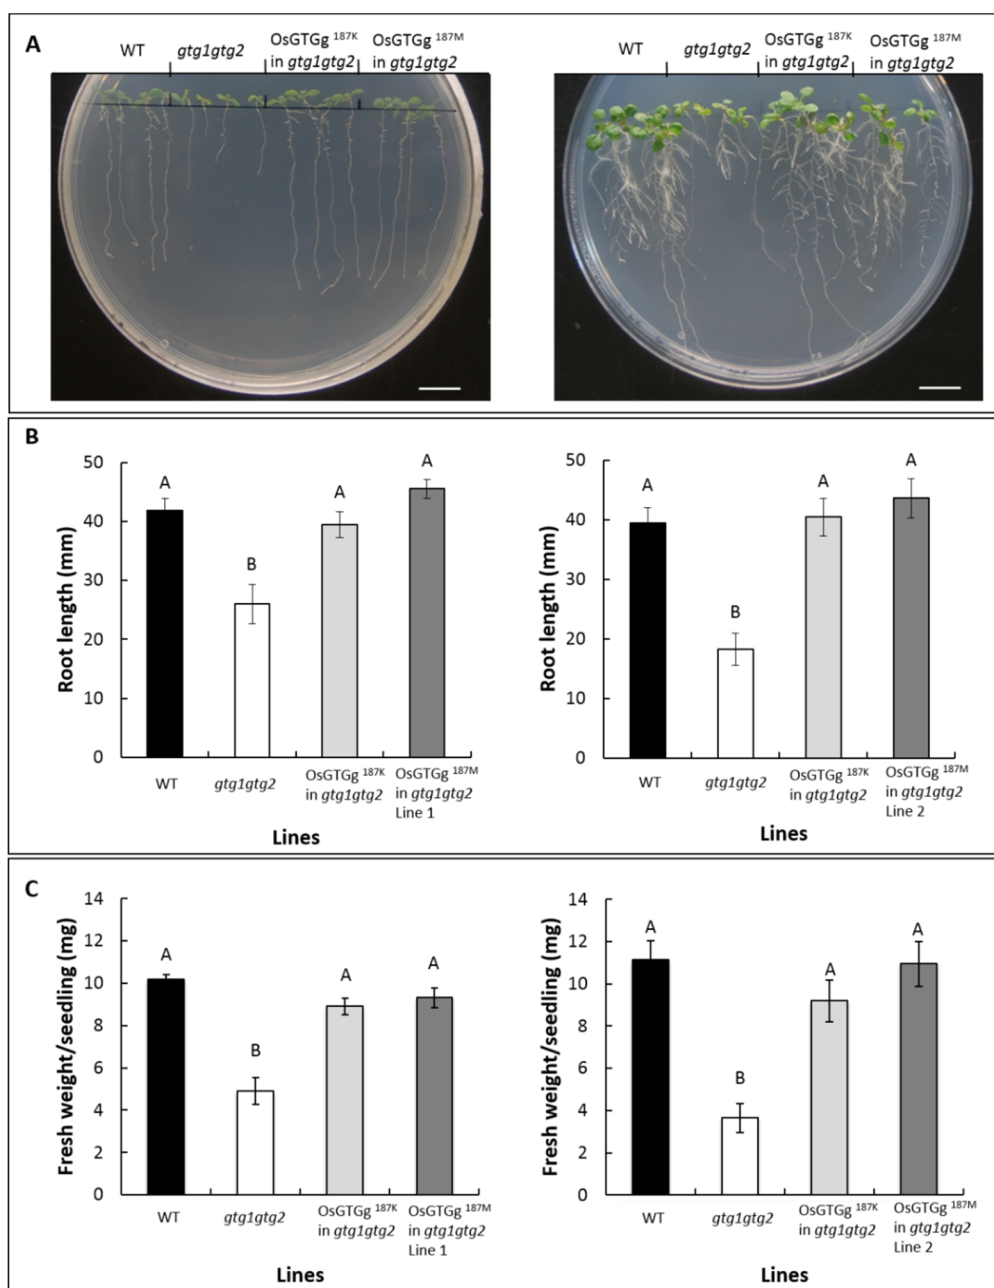 A
WT gtg1gtg2 OsGTGg 187K in gtg1gtg2 OsGTGg 187M in gtg1gtg2
WT gtg1gtg2 OsGTGg 187K in gtg1gtg2 OsGTGg 187M in gtg1gtg2
B
Root length (mm)
50
40
30
20
10
0
A
B
A
A
WT
gtg1gtg2
OsGTGg 187K
in gtg1gtg2
OsGTGg 187M
in gtg1gtg2
Line 1
Lines
Root length (mm)
50
40
30
20
10
0
A
B
A
A
WT
gtg1gtg2
OsGTGg 187K
in gtg1gtg2
OsGTGg 187M
in gtg1gtg2
Line 2
Lines
C
Fresh weight/seedling (mg)
14
12
10
8
6
4
2
0
A
B
A
A
WT
gtg1gtg2
OsGTGg 187K
in gtg1gtg2
OsGTGg 187M
in gtg1gtg2
Line 1
Lines
Fresh weight/seedling (mg)
14
12
10
8
6
4
2
0
A
B
A
A
WT
gtg1gtg2
OsGTGg 187K
in gtg1gtg2
OsGTGg 187M
in gtg1gtg2
Line 2
Lines